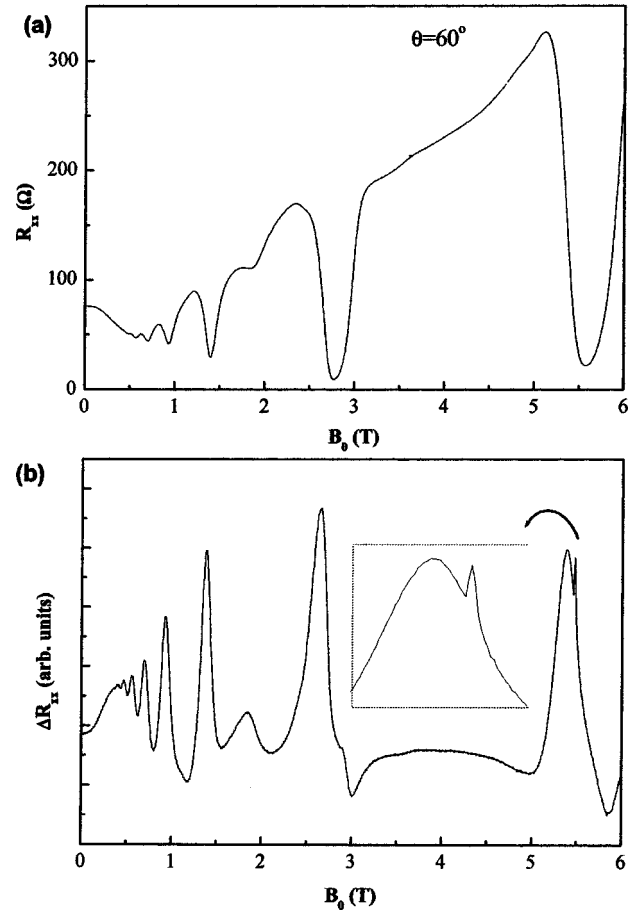 (a)
θ=60°
350
300
200
100
0
R_xx (Ω)
0 1 2 3 4 5 6
B_0 (T)
(b)
ΔR_xx (arb. units)
0 1 2 3 4 5 6
B_0 (T)